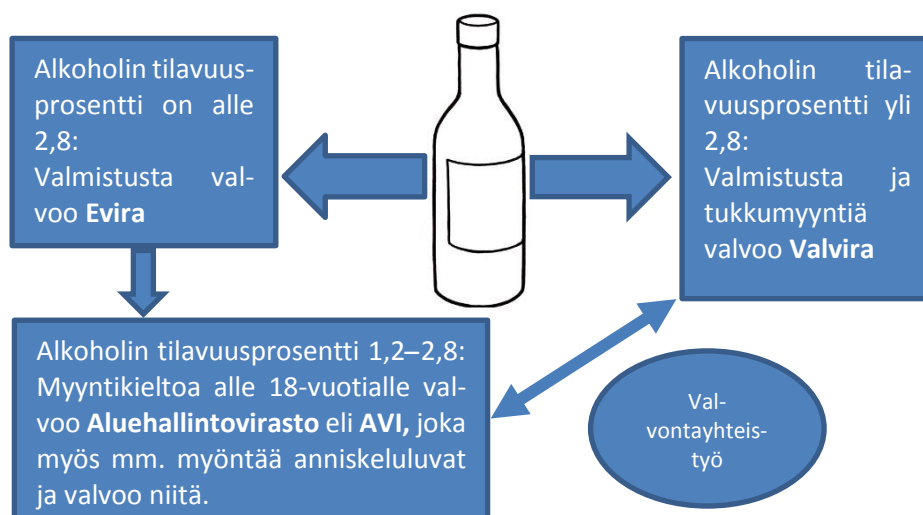 Alkoholin tilavuus-
prosentti on alle
2,8:
Valmistusta val-
voo Evira
Alkoholin tila-
vuusprosentti yli
2,8:
Valmistusta ja
tukkumyyntiä
valvoo Valvira
Alkoholin tilavuusprosentti 1,2–2,8:
Myyntikieltoa alle 18-vuotialle val-
voo Aluehallintovirasto eli AVI, joka
myös mm. myöntää anniskeluluvat
ja valvoo niitä.
Val-
vontayhteis-
työ